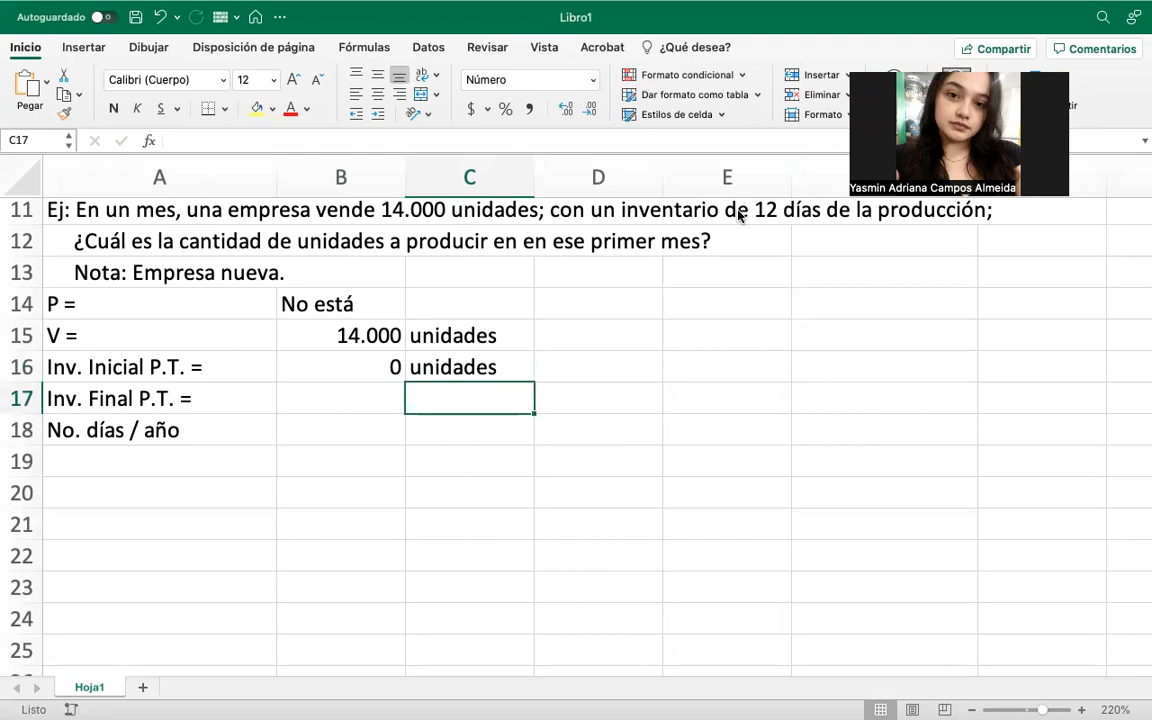 Autoguardado 0 Libro1
Inicio Insertar Dibujar Disposición de página Fórmulas Datos Revisar Vista Acrobat ¿Qué desea? Compartir Comentarios
Pegar Calibri (Cuerpo) 12 Número Formato condicional Insertar
N K S $ % Dar formato como tabla Eliminar
Estilos de celda Formato
C17 fx
Yasmin Adriana Campos Almeida
A B C D E
11 Ej: En un mes, una empresa vende 14.000 unidades; con un inventario de 12 días de la producción;
12 ¿Cuál es la cantidad de unidades a producir en en ese primer mes?
13 Nota: Empresa nueva.
14 P = No está
15 V = 14.000 unidades
16 Inv. Inicial P.T. = 0 unidades
17 Inv. Final P.T. =
18 No. días / año
19
20
21
22
23
24
25
Hoja1
Listo 220%